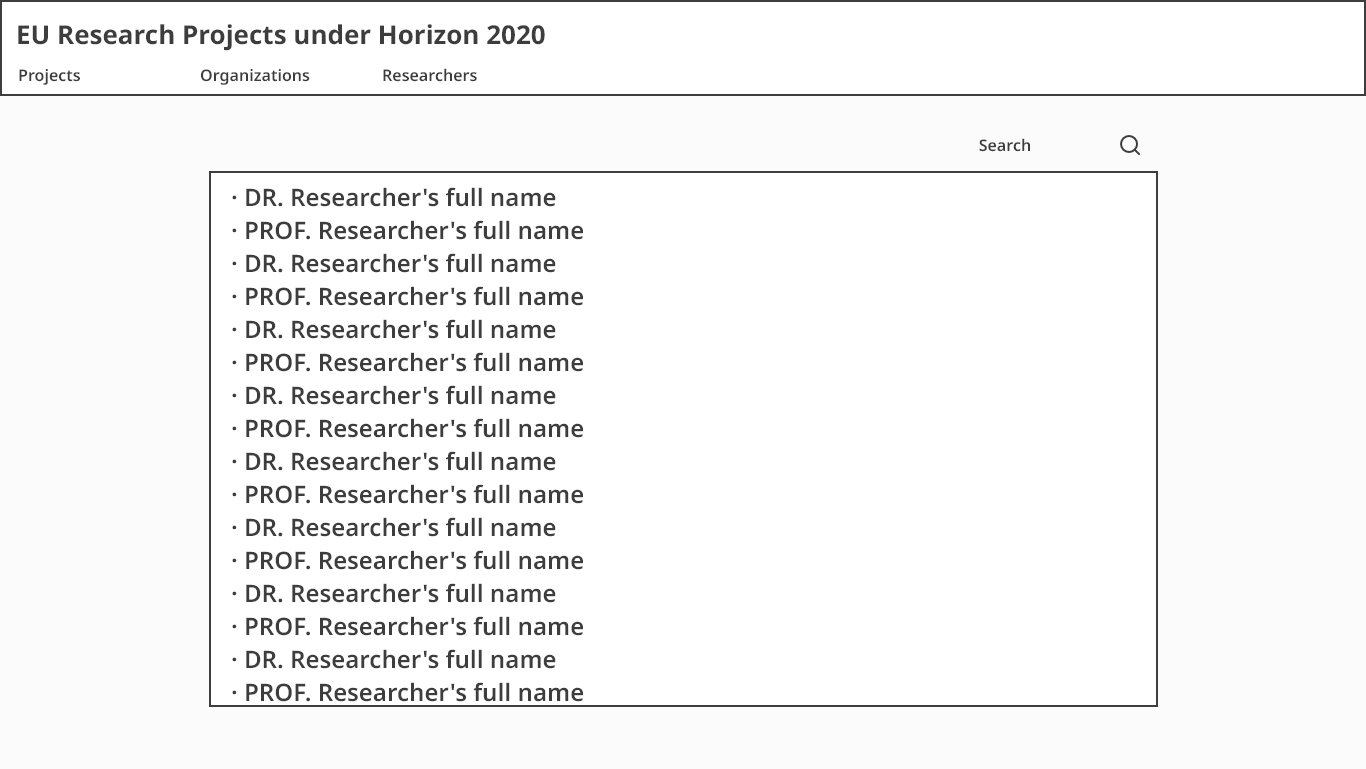 EU Research Projects under Horizon 2020
Projects Organizations Researchers
Search
· DR. Researcher's full name
· PROF. Researcher's full name
· DR. Researcher's full name
· PROF. Researcher's full name
· DR. Researcher's full name
· PROF. Researcher's full name
· DR. Researcher's full name
· PROF. Researcher's full name
· DR. Researcher's full name
· PROF. Researcher's full name
· DR. Researcher's full name
· PROF. Researcher's full name
· DR. Researcher's full name
· PROF. Researcher's full name
· DR. Researcher's full name
· PROF. Researcher's full name